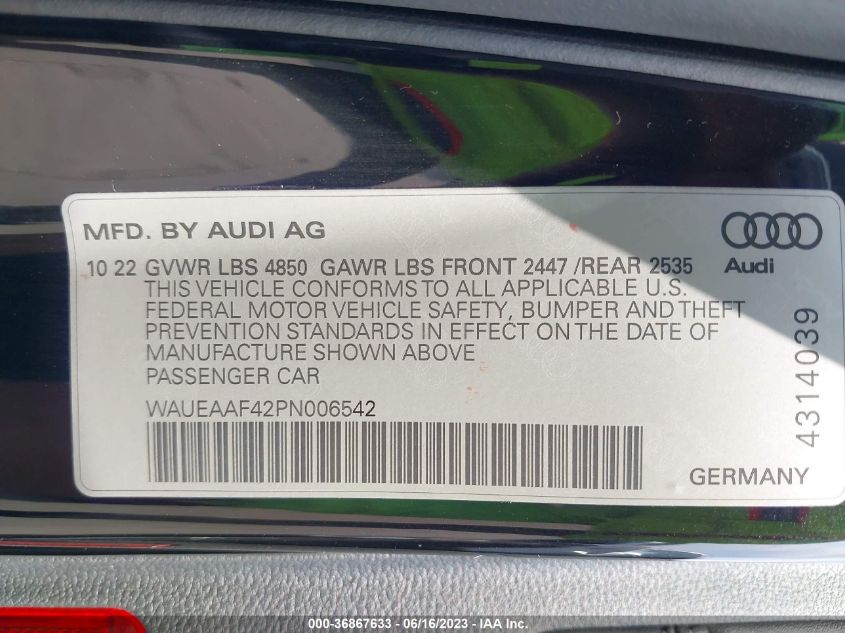 MFD. BY AUDI AG
10 22 GVWR LBS 4850 GAWR LBS FRONT 2447 /REAR 2535
THIS VEHICLE CONFORMS TO ALL APPLICABLE U.S.
FEDERAL MOTOR VEHICLE SAFETY, BUMPER AND THEFT
PREVENTION STANDARDS IN EFFECT ON THE DATE OF
MANUFACTURE SHOWN ABOVE
PASSENGER CAR
WAUEAAF42PN006542
Audi
4314039
GERMANY
000-36867633 - 06/16/2023 - IAA Inc.